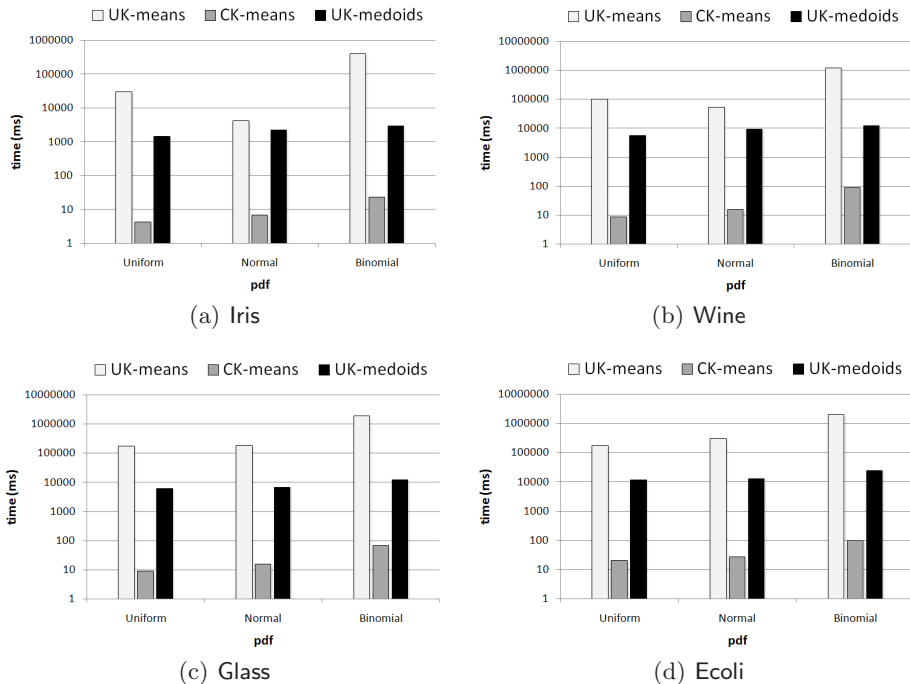 UK-means CK-means UK-medoids
1000000
100000
10000
1000
100
10
1
time (ms)
Uniform Normal Binomial
pdf
(a) Iris
UK-means CK-means UK-medoids
10000000
1000000
100000
10000
1000
100
10
1
time (ms)
Uniform Normal Binomial
pdf
(b) Wine
UK-means CK-means UK-medoids
10000000
1000000
100000
10000
1000
100
10
1
time (ms)
Uniform Normal Binomial
pdf
(c) Glass
UK-means CK-means UK-medoids
10000000
1000000
100000
10000
1000
100
10
1
time (ms)
Uniform Normal Binomial
pdf
(d) Ecoli